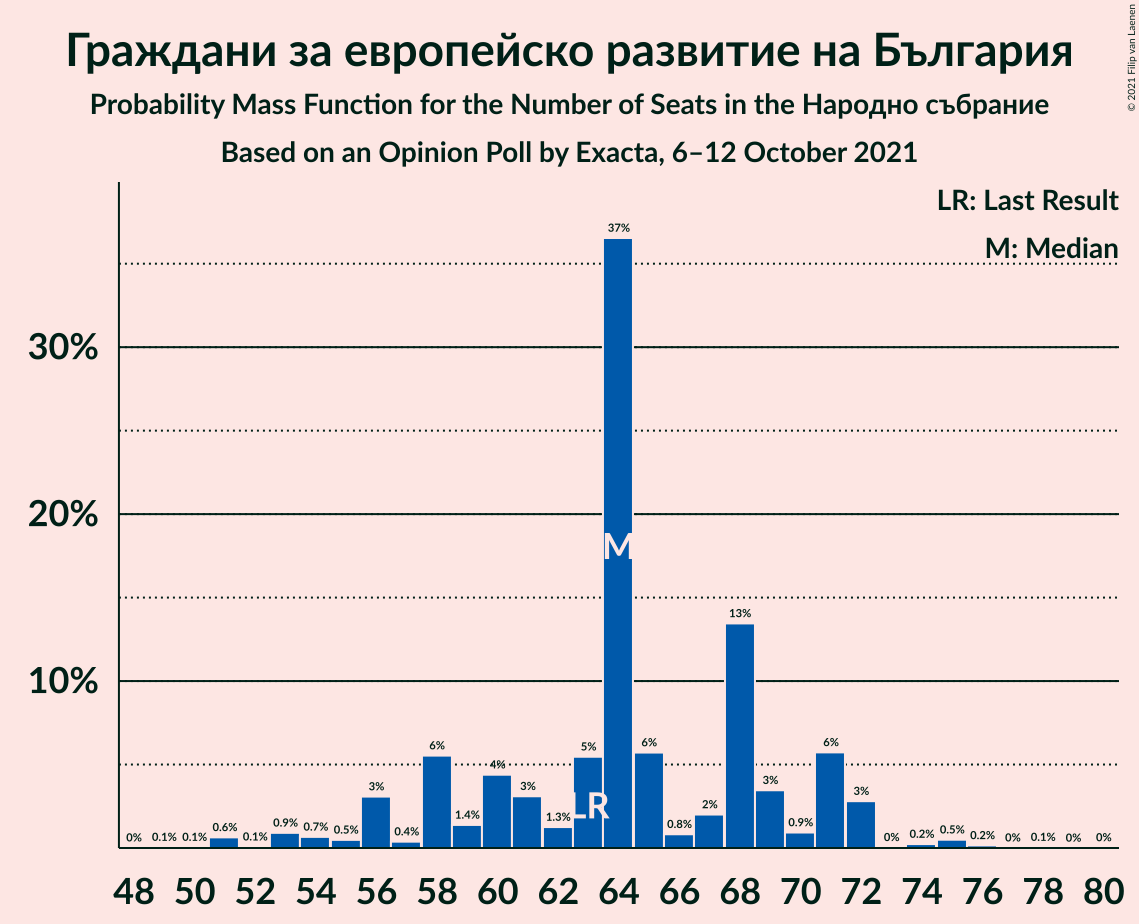 Граждани за европейско развитие на България
Probability Mass Function for the Number of Seats in the Народно събрание
Based on an Opinion Poll by Exacta, 6–12 October 2021
© 2021 Filip van Laenen
LR: Last Result
M: Median
30%
20%
10%
0% 0.1% 0.1% 0.6% 0.1% 0.9% 0.7% 0.5% 3% 0.4% 6% 1.4% 4% 3% 1.3% 5% 37% 6% 0.8% 2% 13% 3% 0.9% 6% 3% 0% 0.2% 0.5% 0.2% 0% 0.1% 0% 0%
M
LR
48 50 52 54 56 58 60 62 64 66 68 70 72 74 76 78 80